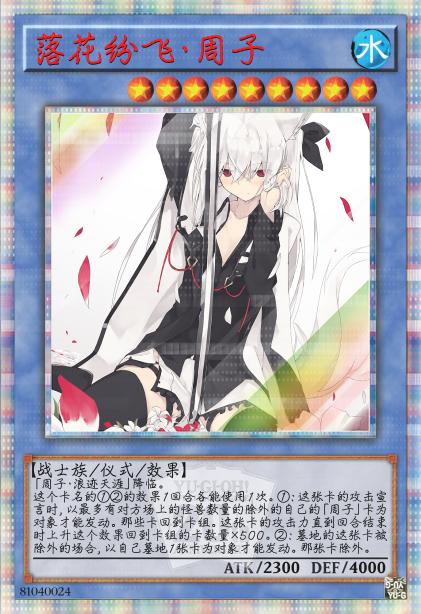 落花纷飞·周子
水
【战士族/仪式/效果】
「周子·浪迹天涯」降临。
这个卡名的①②的效果1回合各能使用1次。①:这张卡的攻击宣
言时,以最多有对方场上的怪兽数量的除外的自己的「周子」卡为
对象才能发动。那些卡回到卡组。这张卡的攻击力直到回合结束
时上升这个效果回到卡组的卡数量×500。②:墓地的这张卡被
除外的场合,以自己墓地1张卡为对象才能发动。那张卡除外。
ATK/2300 DEF/4000
81040024
YU-GI-OH!